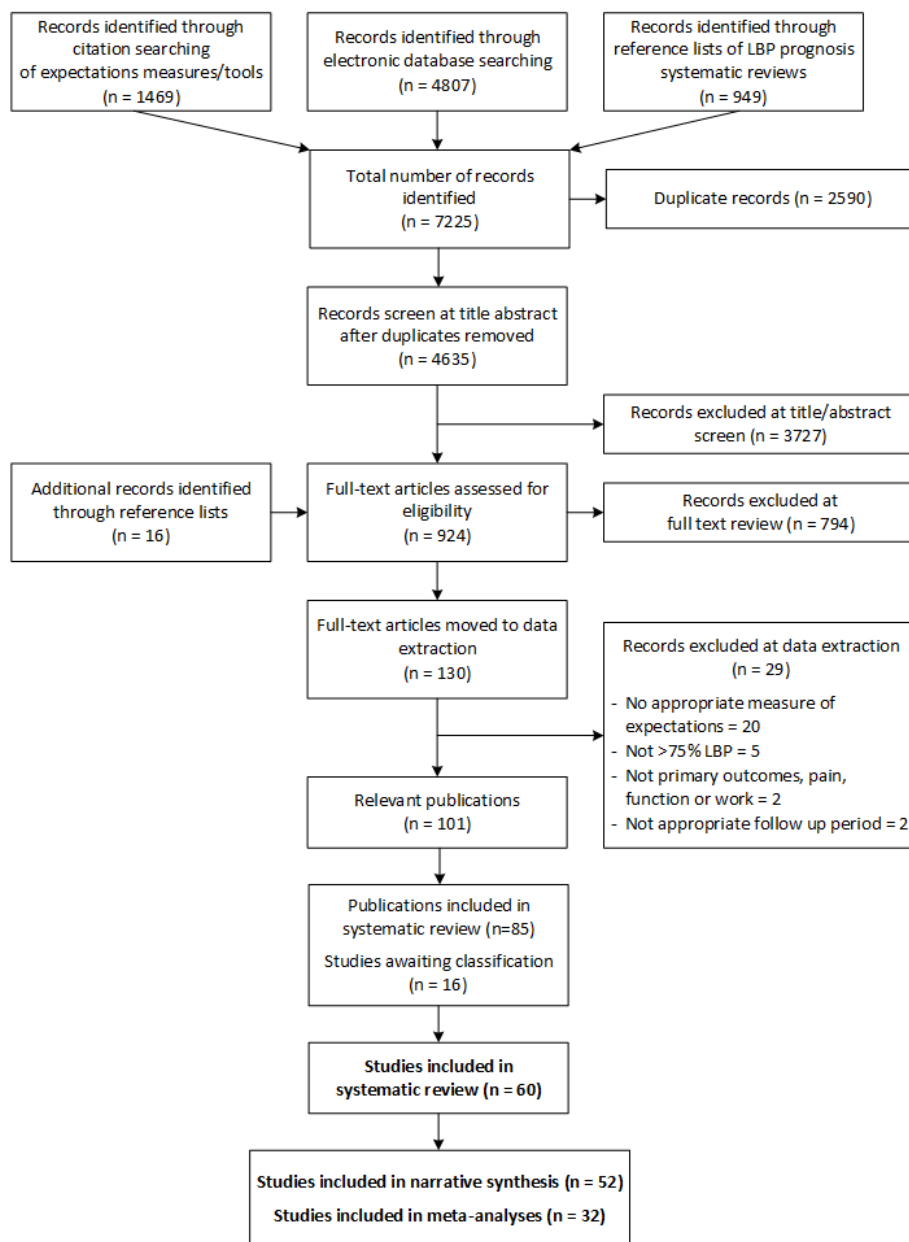 Records identified through
citation searching
of expectations measures/tools
(n = 1469)
Records identified through
electronic database searching
(n = 4807)
Records identified through
reference lists of LBP prognosis
systematic reviews
(n = 949)
Total number of records
identified
(n = 7225)
Duplicate records (n = 2590)
Records screen at title abstract
after duplicates removed
(n = 4635)
Records excluded at title/abstract
screen (n = 3727)
Additional records identified
through reference lists
(n = 16)
Full-text articles assessed for
eligibility
(n = 924)
Records excluded at
full text review (n = 794)
Full-text articles moved to data
extraction
(n = 130)
Records excluded at data extraction
(n = 29)
- No appropriate measure of
expectations = 20
- Not >75% LBP = 5
- Not primary outcomes, pain,
function or work = 2
- Not appropriate follow up period = 2
Relevant publications
(n = 101)
Publications included in
systematic review (n=85)
Studies awaiting classification
(n = 16)
Studies included in
systematic review (n = 60)
Studies included in narrative synthesis (n = 52)
Studies included in meta-analyses (n = 32)